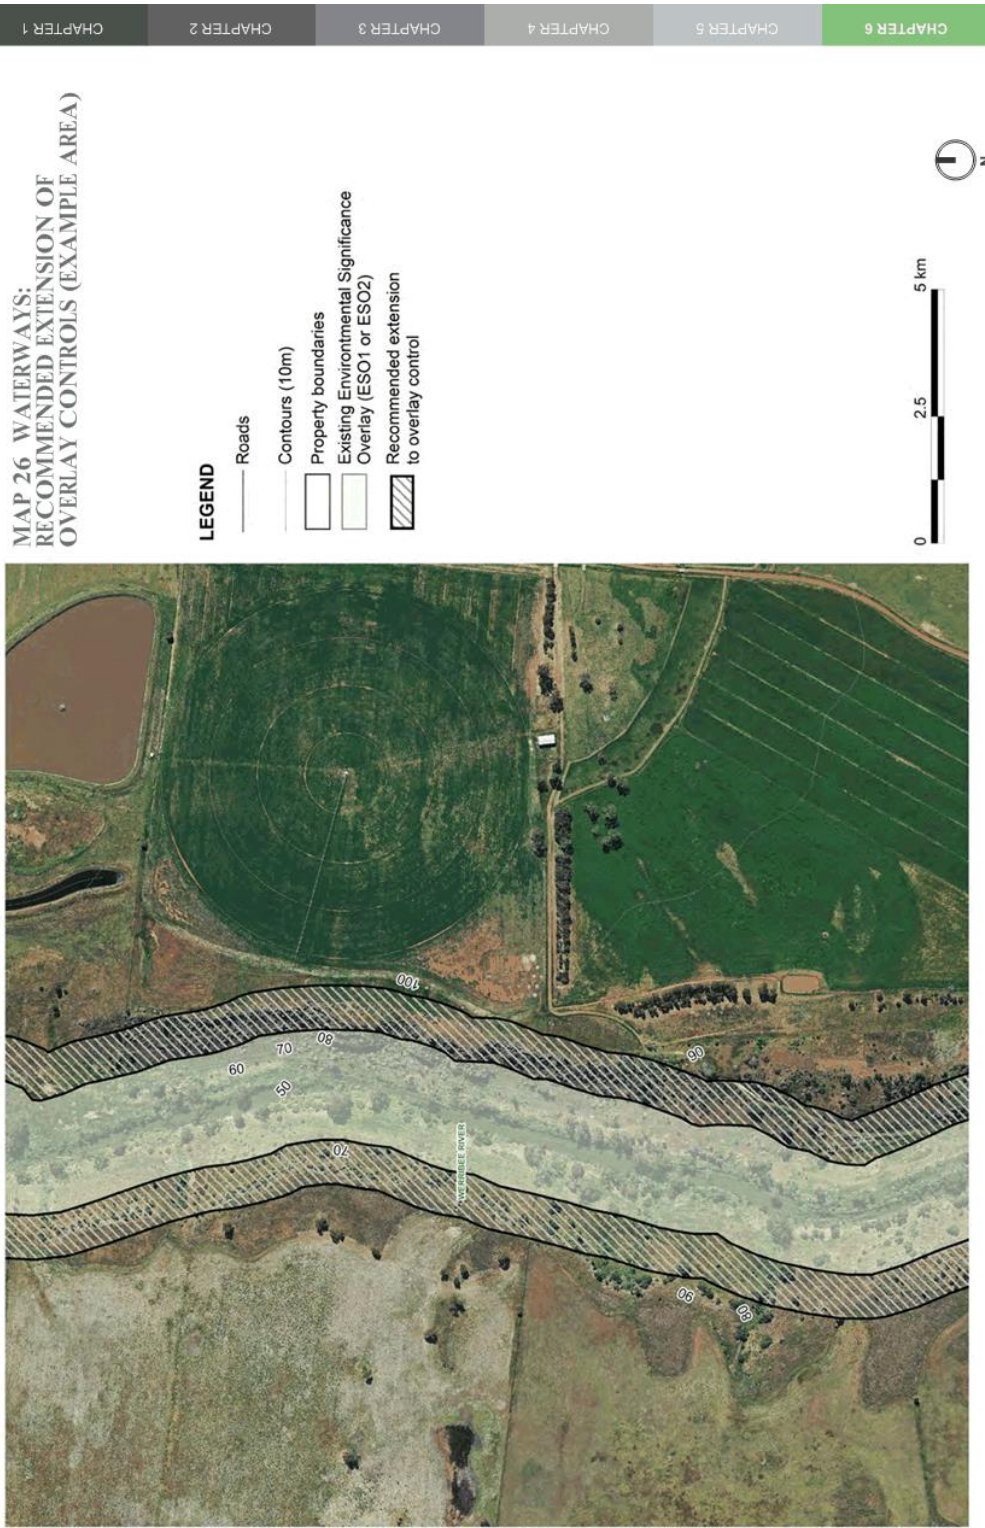 CHAPTER 1
CHAPTER 2
CHAPTER 3
CHAPTER 4
CHAPTER 5
CHAPTER 6
MAP 26 WATERWAYS:
RECOMMENDED EXTENSION OF
OVERLAY CONTROLS (EXAMPLE AREA)
LEGEND
Roads
Contours (10m)
Property boundaries
Existing Environtmental Significance
Overlay (ESO1 or ESO2)
Recommended extension
to overlay control
0 2.5 5 km
N
100
80
70
60
50
70
WERRIBEE RIVER
90
90
80